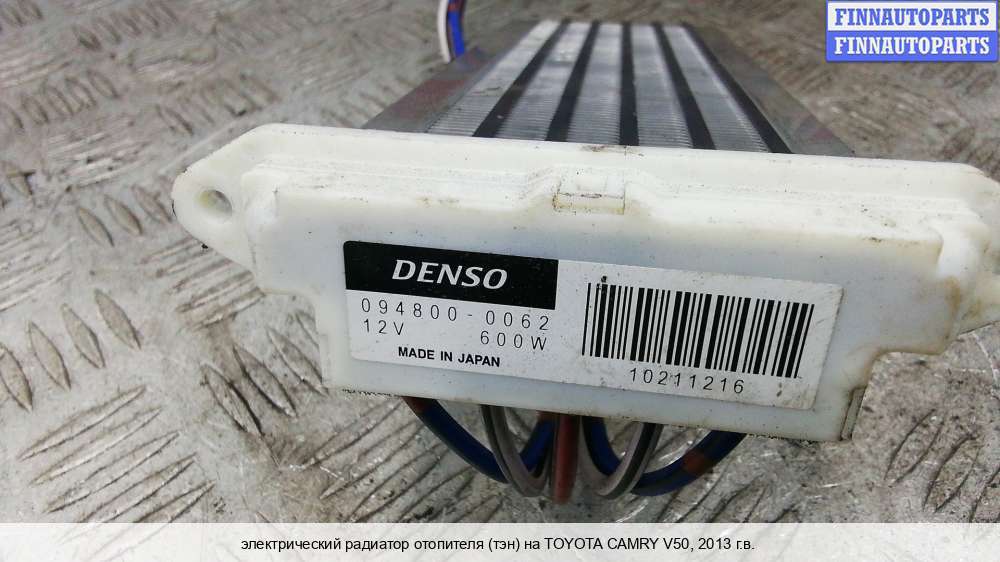 FINNAUTOPARTS
FINNAUTOPARTS
DENSO
094800-0062
12V 600W
MADE IN JAPAN
10211216
электрический радиатор отопителя (тэн) на TOYOTA CAMRY V50, 2013 г.в.